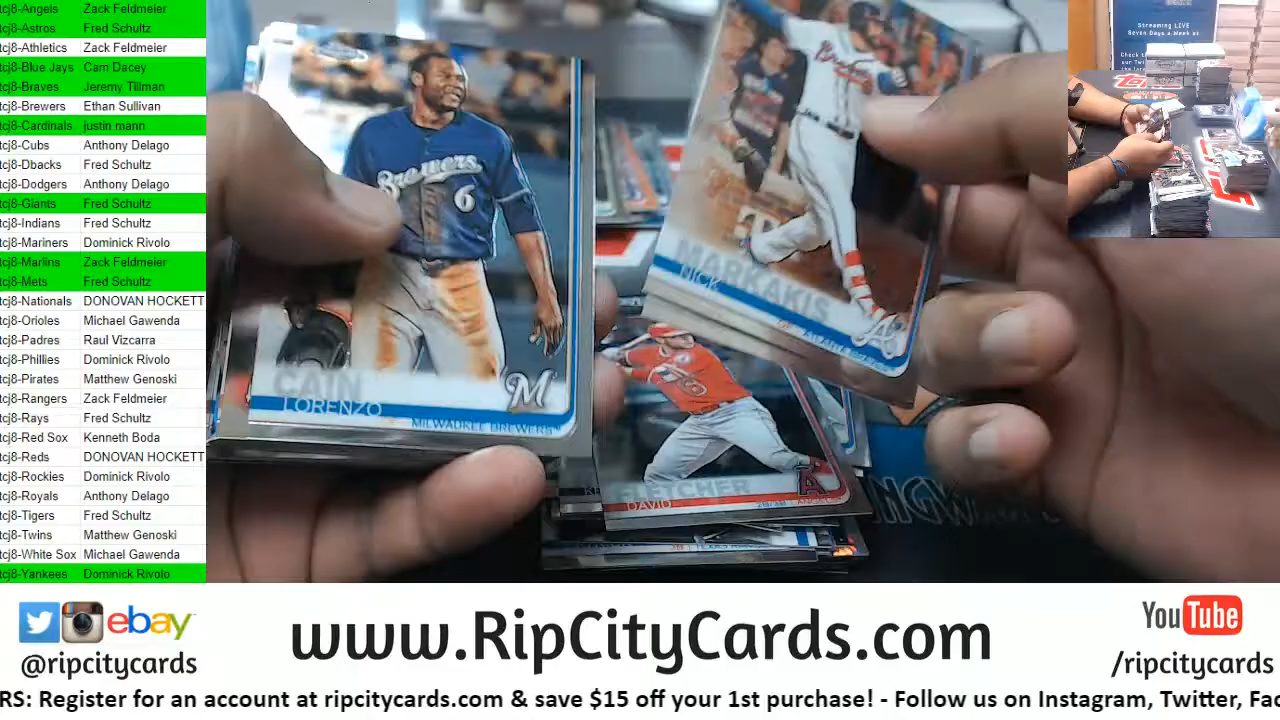 tcj8-Angels Zack Feldmeier
tcj8-Astros Fred Schultz
tcj8-Athletics Zack Feldmeier
tcj8-Blue Jays Cam Dacey
tcj8-Braves Jeremy Tillman
tcj8-Brewers Ethan Sullivan
tcj8-Cardinals justin mann
tcj8-Cubs Anthony Delago
tcj8-Dbacks Fred Schultz
tcj8-Dodgers Anthony Delago
tcj8-Giants Fred Schultz
tcj8-Indians Fred Schultz
tcj8-Mariners Dominick Rivolo
tcj8-Marlins Zack Feldmeier
tcj8-Mets Fred Schultz
tcj8-Nationals DONOVAN HOCKETT
tcj8-Orioles Michael Gawenda
tcj8-Padres Raul Vizcarra
tcj8-Phillies Dominick Rivolo
tcj8-Pirates Matthew Genoski
tcj8-Rangers Zack Feldmeier
tcj8-Rays Fred Schultz
tcj8-Red Sox Kenneth Boda
tcj8-Reds DONOVAN HOCKETT
tcj8-Rockies Dominick Rivolo
tcj8-Royals Anthony Delago
tcj8-Tigers Fred Schultz
tcj8-Twins Matthew Genoski
tcj8-White Sox Michael Gawenda
tcj8-Yankees Dominick Rivolo
Brewers
6
CAIN
LORENZO
MILWAUKEE BREWERS
M
Braves
MARKAKIS
NICK
FLETCHER
DAVID
Streaming LIVE
Seven Days a Week at
ebay
@ripcitycards
www.RipCityCards.com
YouTube
/ripcitycards
RS: Register for an account at ripcitycards.com & save $15 off your 1st purchase! - Follow us on Instagram, Twitter, Fac